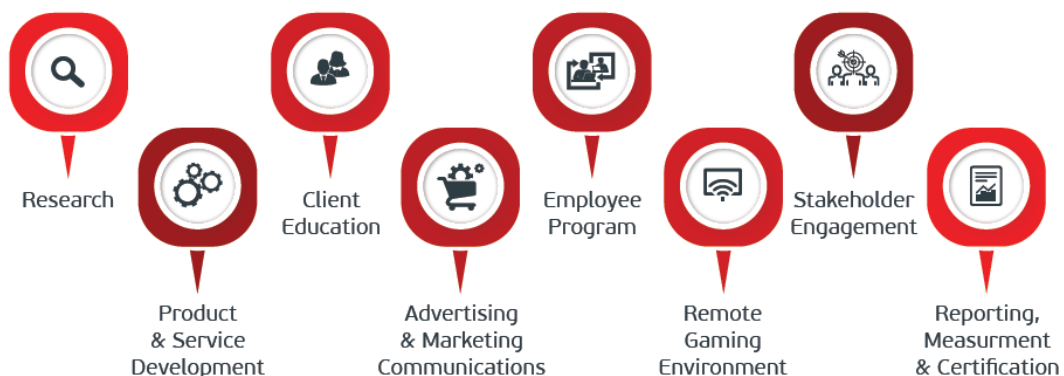 Research
Product
& Service
Development
Client
Education
Advertising
& Marketing
Communications
Employee
Program
Remote
Gaming
Environment
Stakeholder
Engagement
Reporting,
Measurment
& Certification